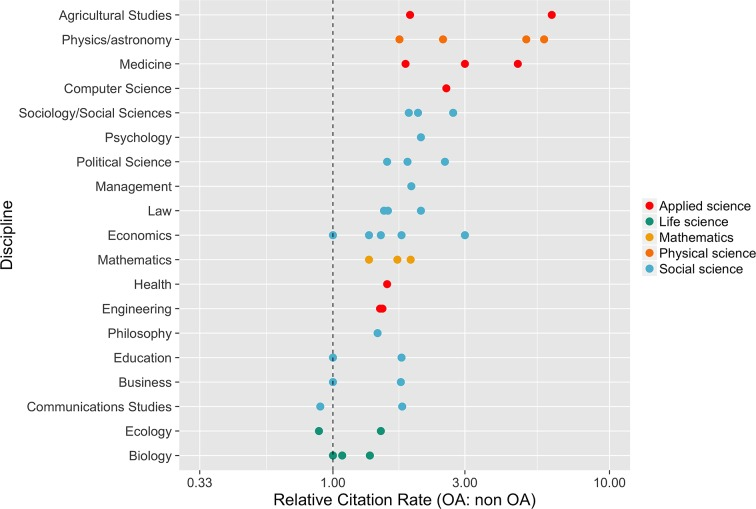 Agricultural Studies
Physics/astronomy
Medicine
Computer Science
Sociology/Social Sciences
Psychology
Political Science
Management
Law
Economics
Mathematics
Health
Engineering
Philosophy
Education
Business
Communications Studies
Ecology
Biology
Discipline
0.33 1.00 3.00 10.00
Relative Citation Rate (OA: non OA)
Applied science
Life science
Mathematics
Physical science
Social science